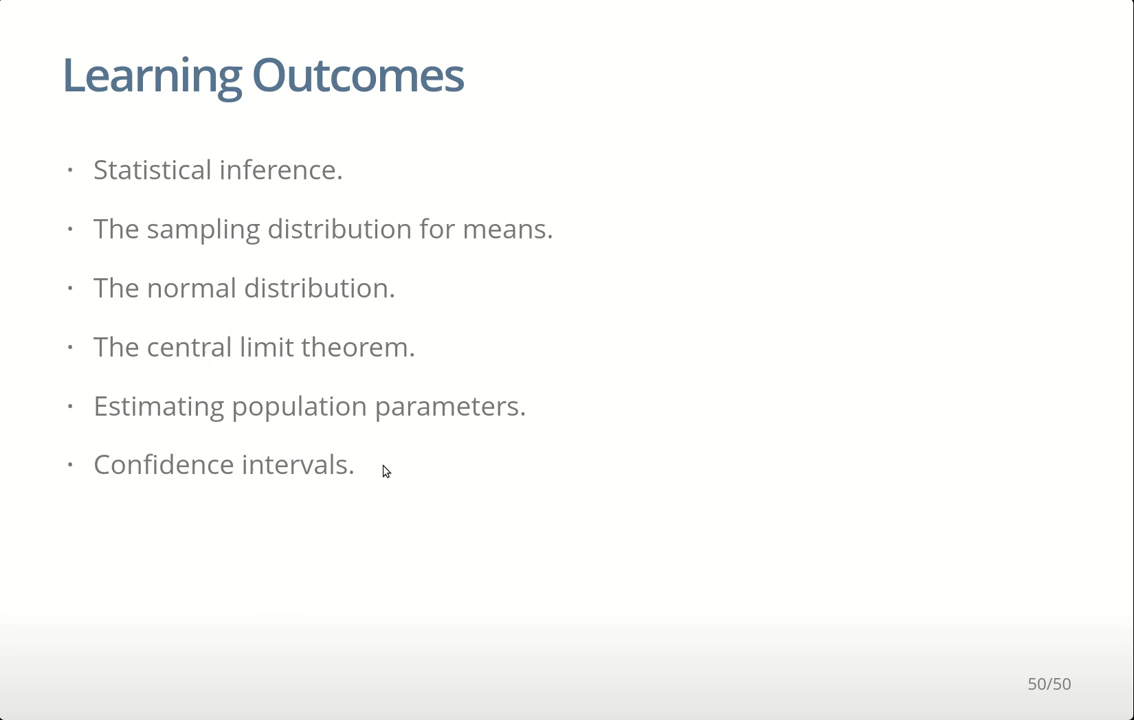 Learning Outcomes
· Statistical inference.
· The sampling distribution for means.
· The normal distribution.
· The central limit theorem.
· Estimating population parameters.
· Confidence intervals.
50/50